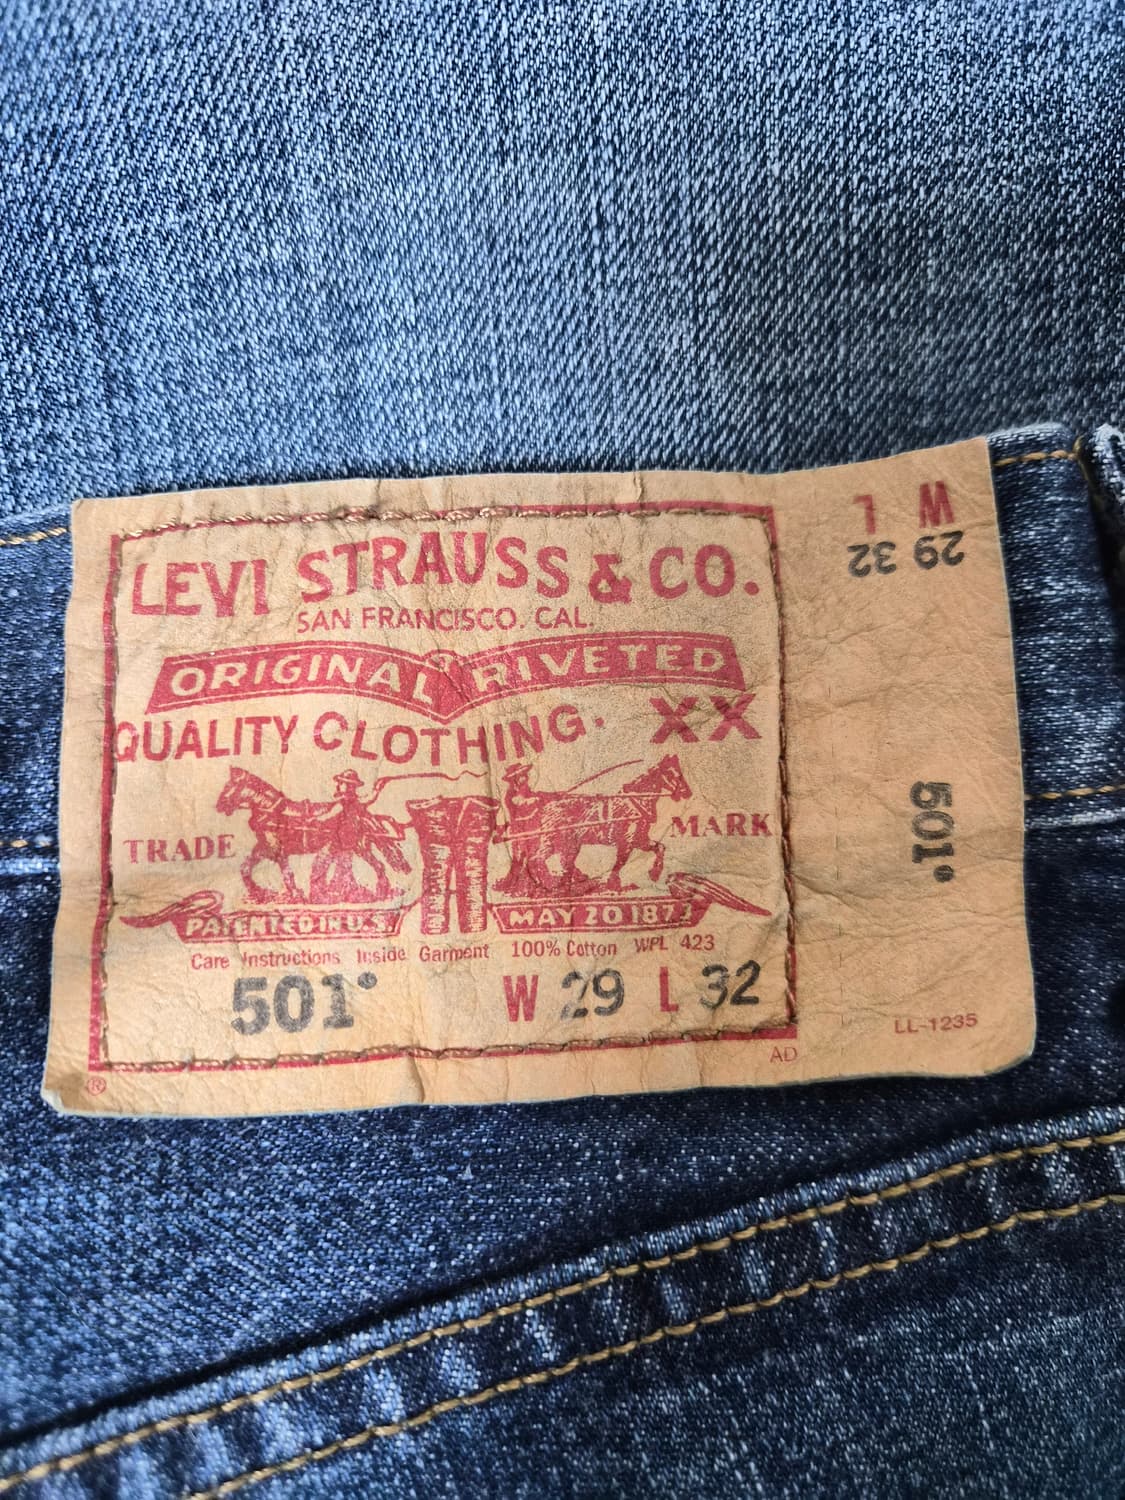 LEVI STRAUSS & CO.
SAN FRANCISCO. CAL.
ORIGINAL RIVETED
QUALITY CLOTHING. XX
TRADE MARK
PATENTED IN U.S. MAY 20 1873
Care Instructions Inside Garment 100% Cotton WPL 423
501® W 29 L 32
®
AD
W L
29 32
501®
LL-1235